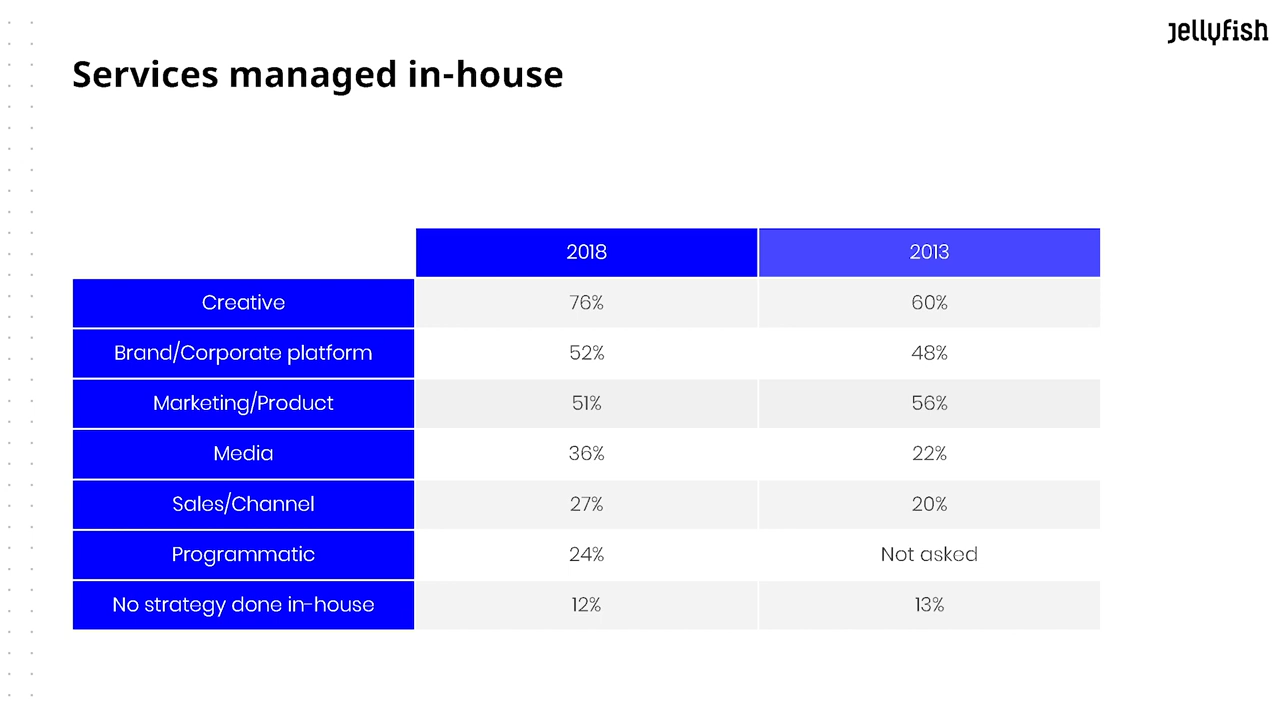 Jellyfish
Services managed in-house
2018 2013
Creative 76% 60%
Brand/Corporate platform 52% 48%
Marketing/Product 51% 56%
Media 36% 22%
Sales/Channel 27% 20%
Programmatic 24% Not asked
No strategy done in-house 12% 13%